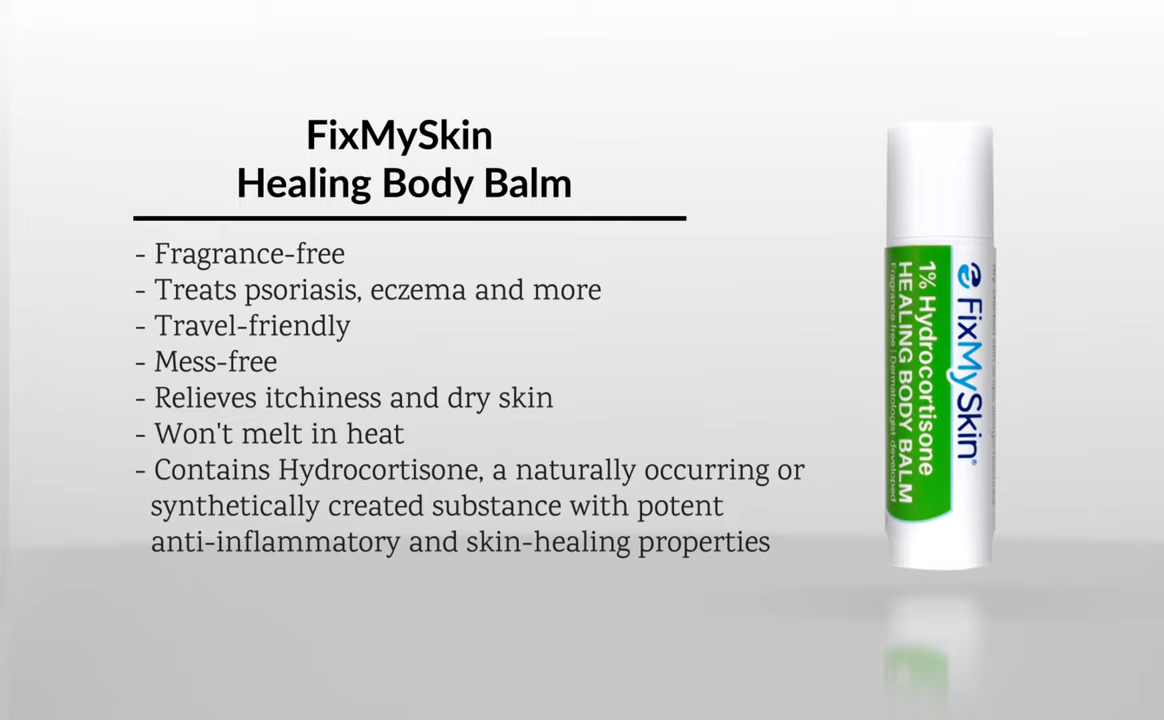 FixMySkin
Healing Body Balm
- Fragrance-free
- Treats psoriasis, eczema and more
- Travel-friendly
- Mess-free
- Relieves itchiness and dry skin
- Won't melt in heat
- Contains Hydrocortisone, a naturally occurring or
synthetically created substance with potent
anti-inflammatory and skin-healing properties
FixMySkin®
1% Hydrocortisone
HEALING BODY BALM
Fragrance-free | Dermatologist developed